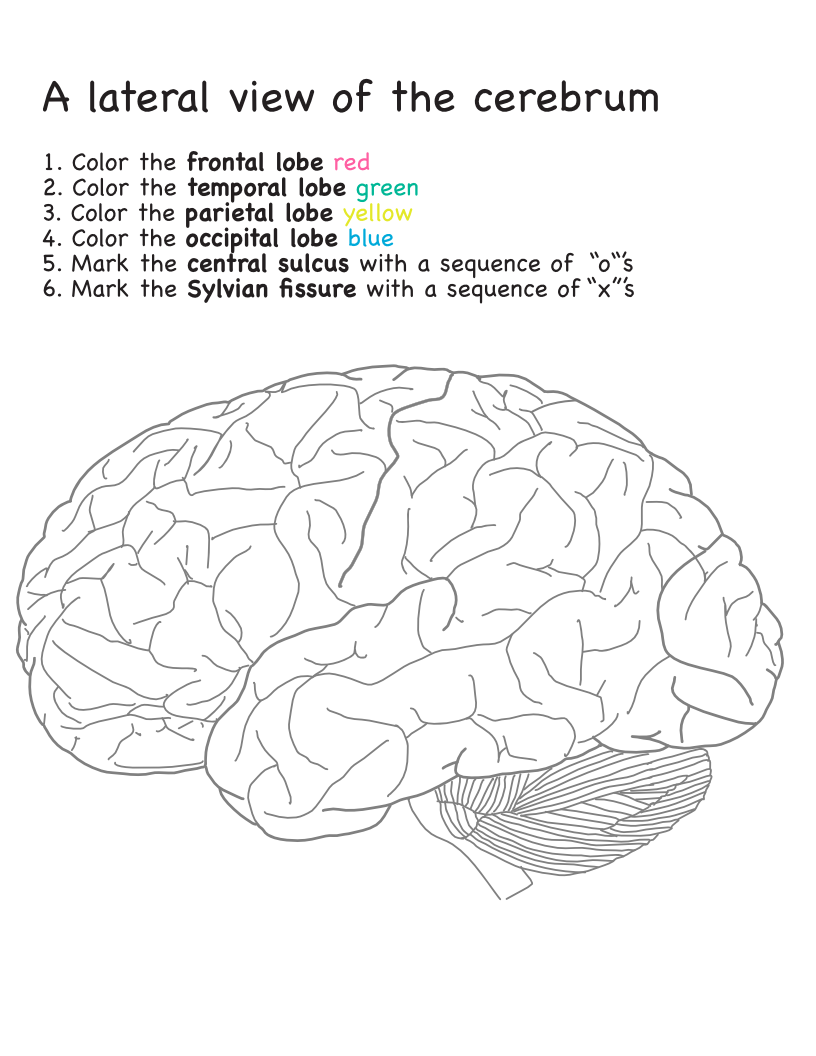 A lateral view of the cerebrum
1. Color the frontal lobe red
2. Color the temporal lobe green
3. Color the parietal lobe yellow
4. Color the occipital lobe blue
5. Mark the central sulcus with a sequence of “o“’s
6. Mark the Sylvian fissure with a sequence of “x”’s